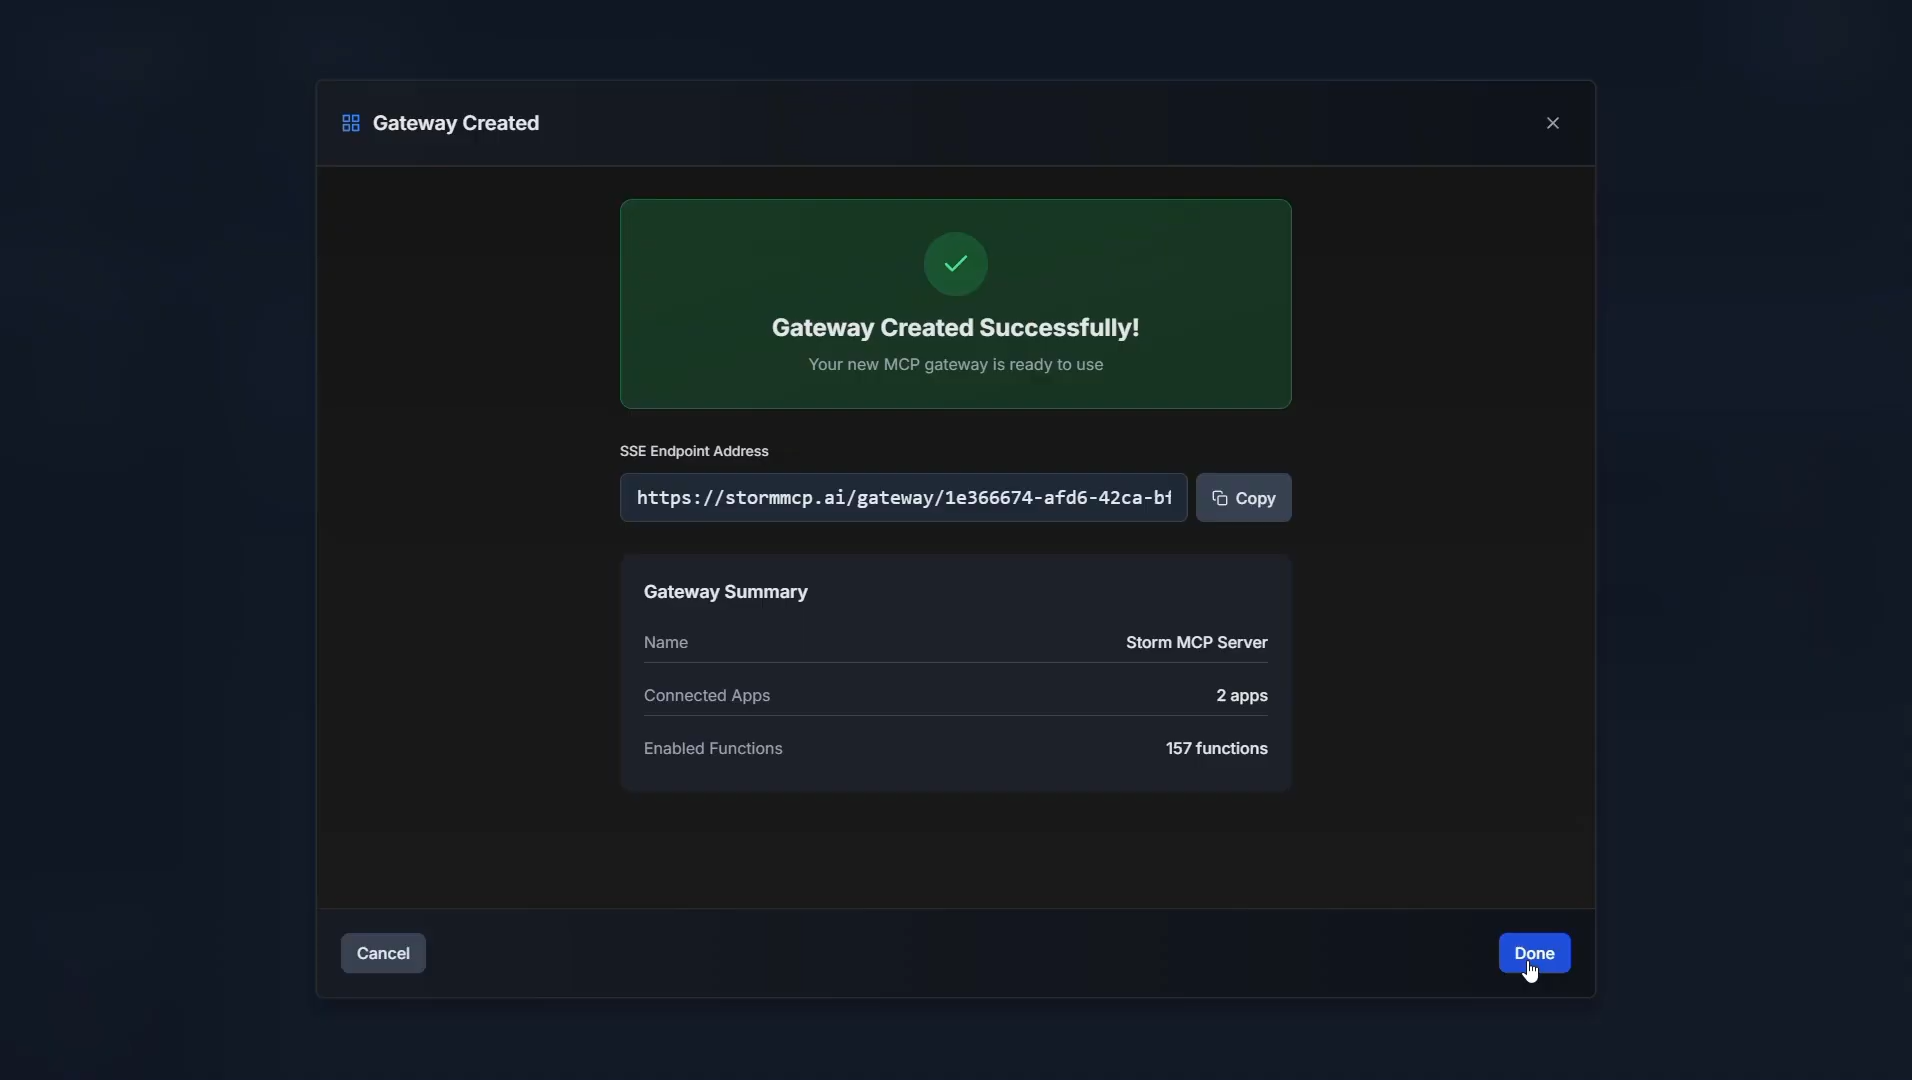 Gateway Created
Gateway Created Successfully!
Your new MCP gateway is ready to use
SSE Endpoint Address
https://stormmcp.ai/gateway/1e366674-afd6-42ca-bf
Copy
Gateway Summary
Name Storm MCP Server
Connected Apps 2 apps
Enabled Functions 157 functions
Cancel
Done